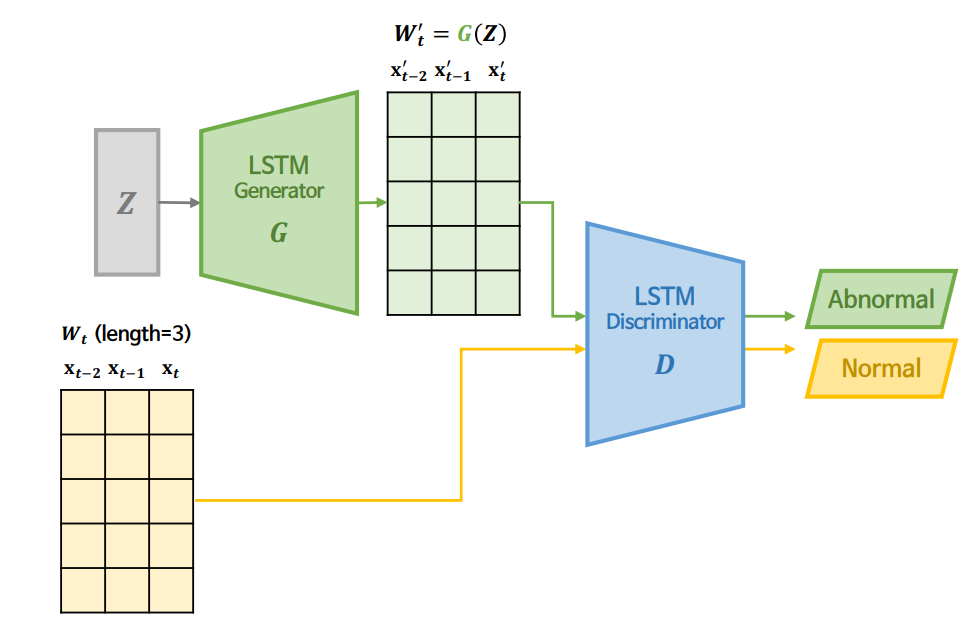 W′ₜ = G(Z)
x′ₜ₋₂ x′ₜ₋₁ x′ₜ
Z
LSTM
Generator
G
Wₜ (length=3)
xₜ₋₂ xₜ₋₁ xₜ
LSTM
Discriminator
D
Abnormal
Normal